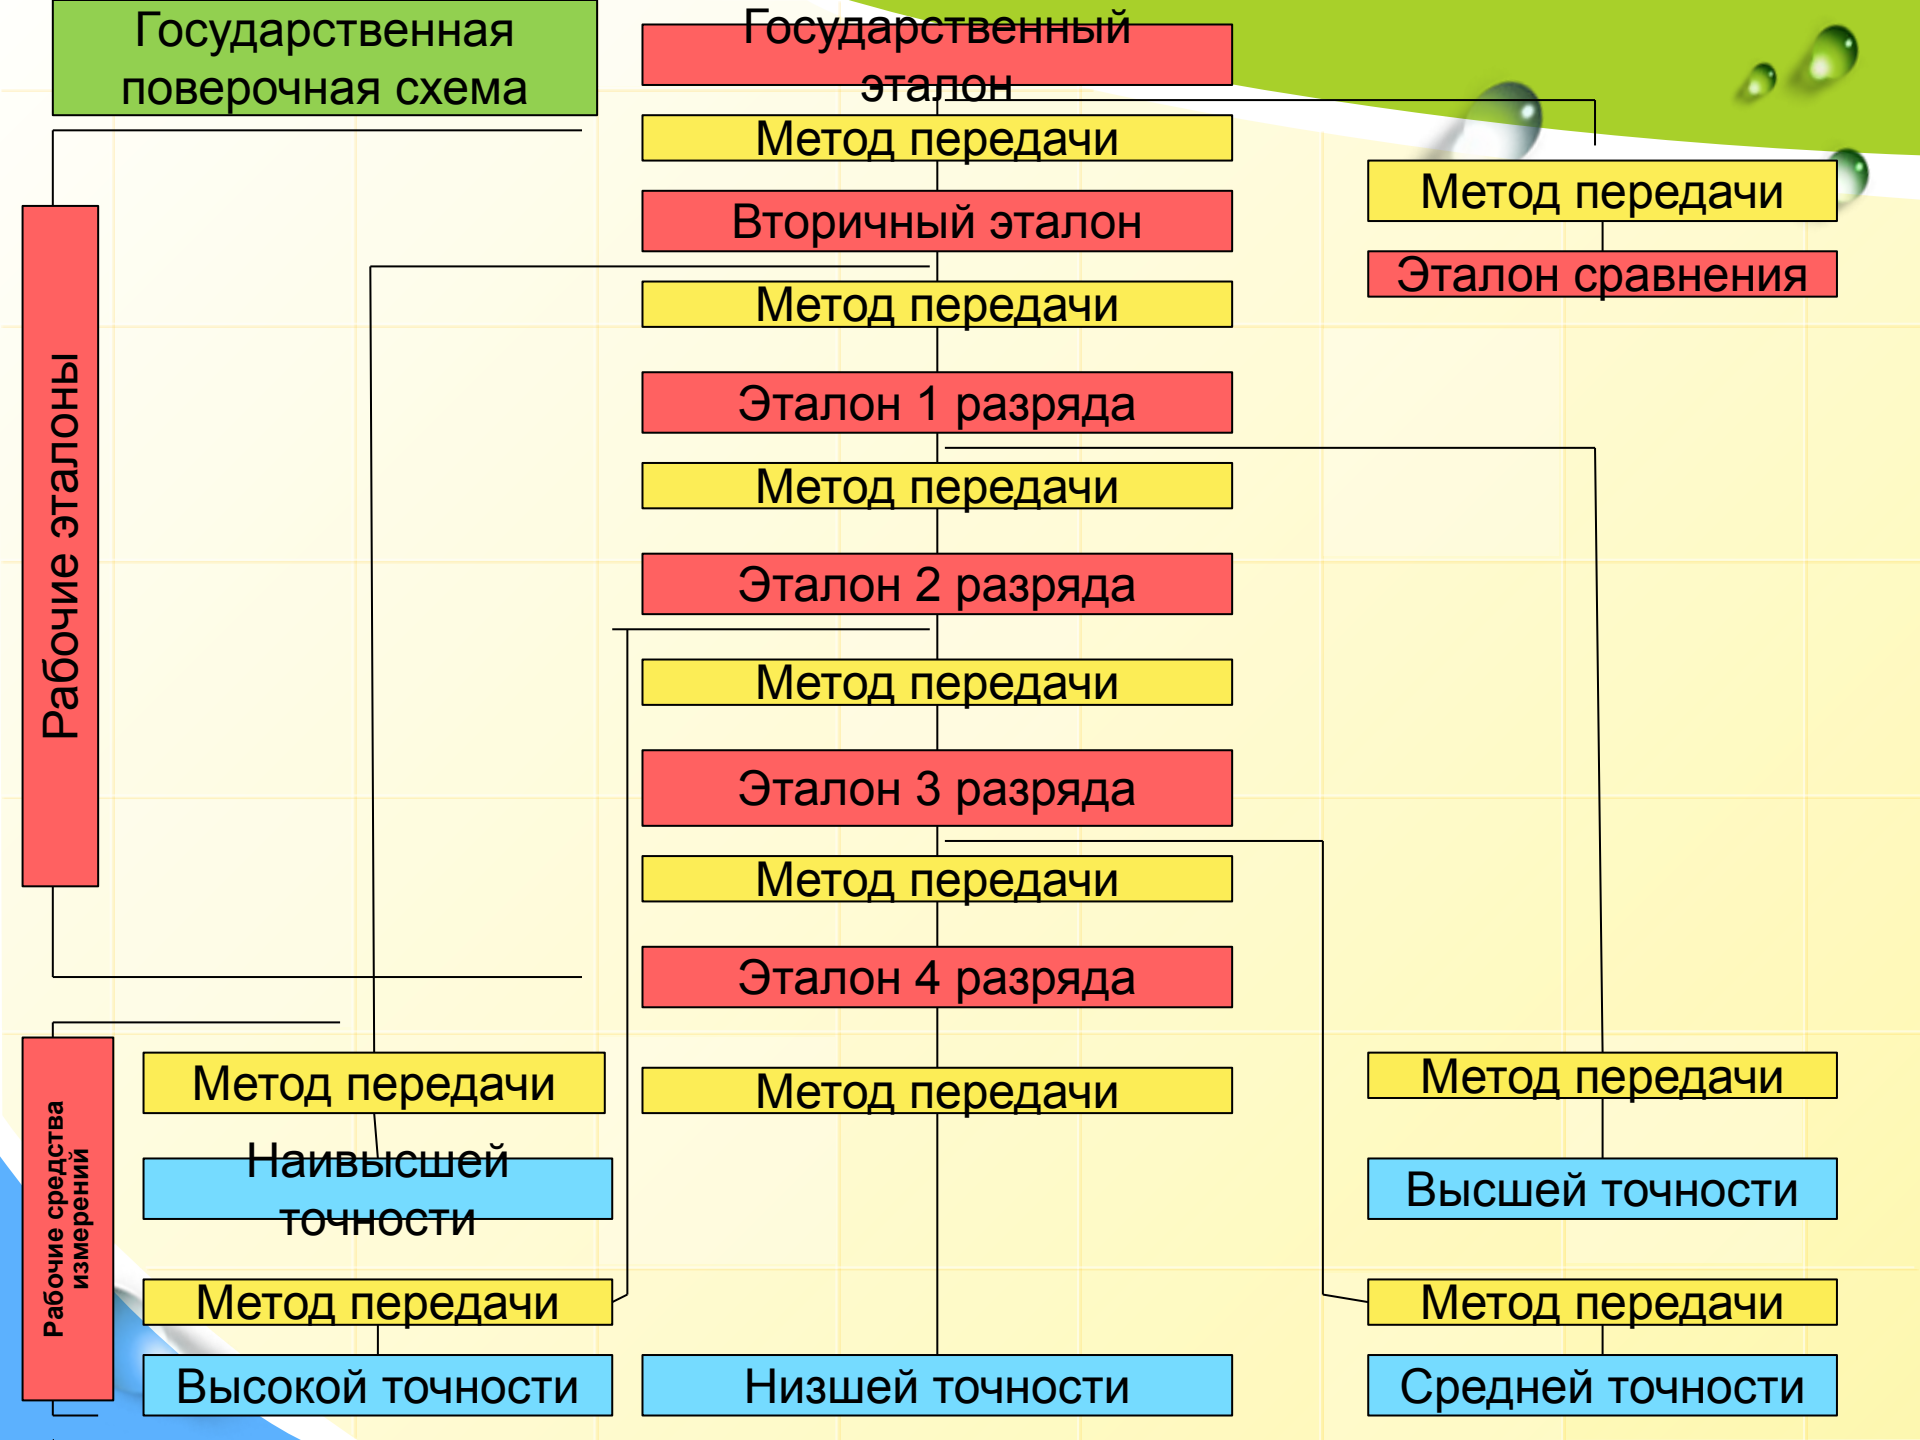 Государственная
поверочная схема
Государственный
эталон
Метод передачи
Вторичный эталон
Метод передачи
Эталон сравнения
Метод передачи
Эталон 1 разряда
Метод передачи
Эталон 2 разряда
Метод передачи
Эталон 3 разряда
Метод передачи
Эталон 4 разряда
Рабочие эталоны
Рабочие средства
измерений
Метод передачи
Наивысшей
точности
Метод передачи
Высокой точности
Метод передачи
Низшей точности
Метод передачи
Высшей точности
Метод передачи
Средней точности